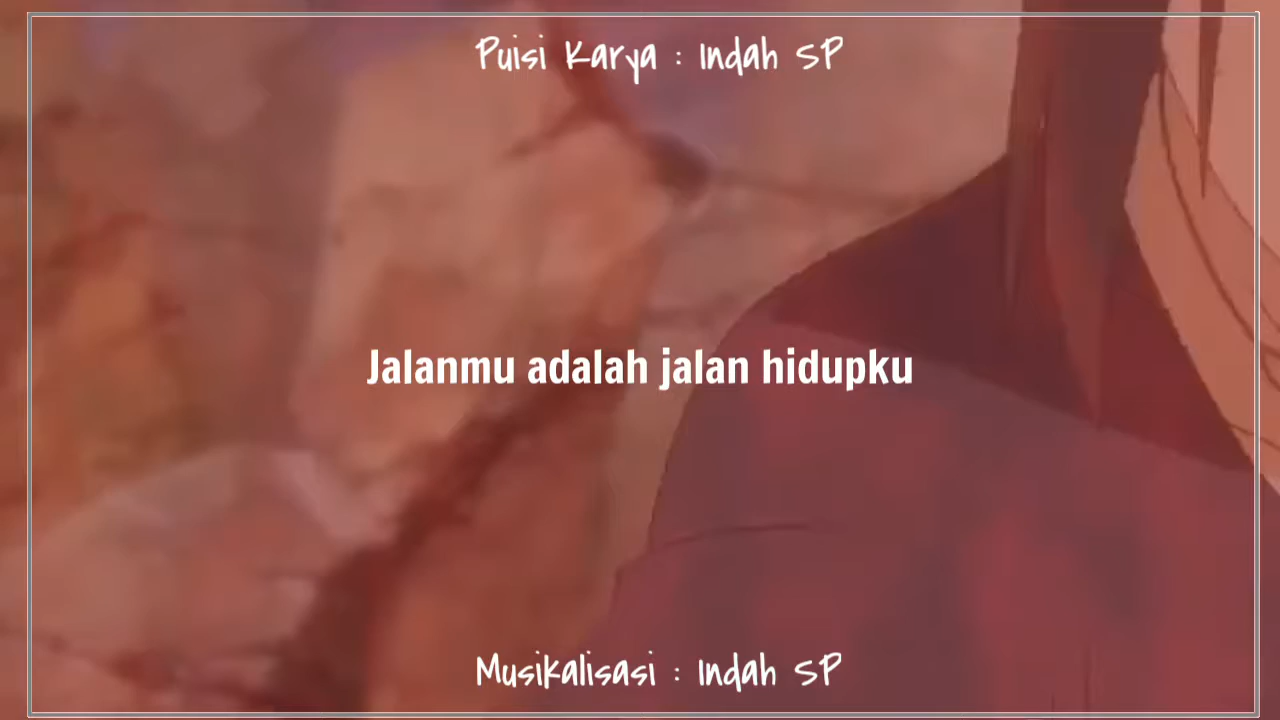 Puisi Karya : Indah SP
Jalanmu adalah jalan hidupku
Musikalisasi : Indah SP